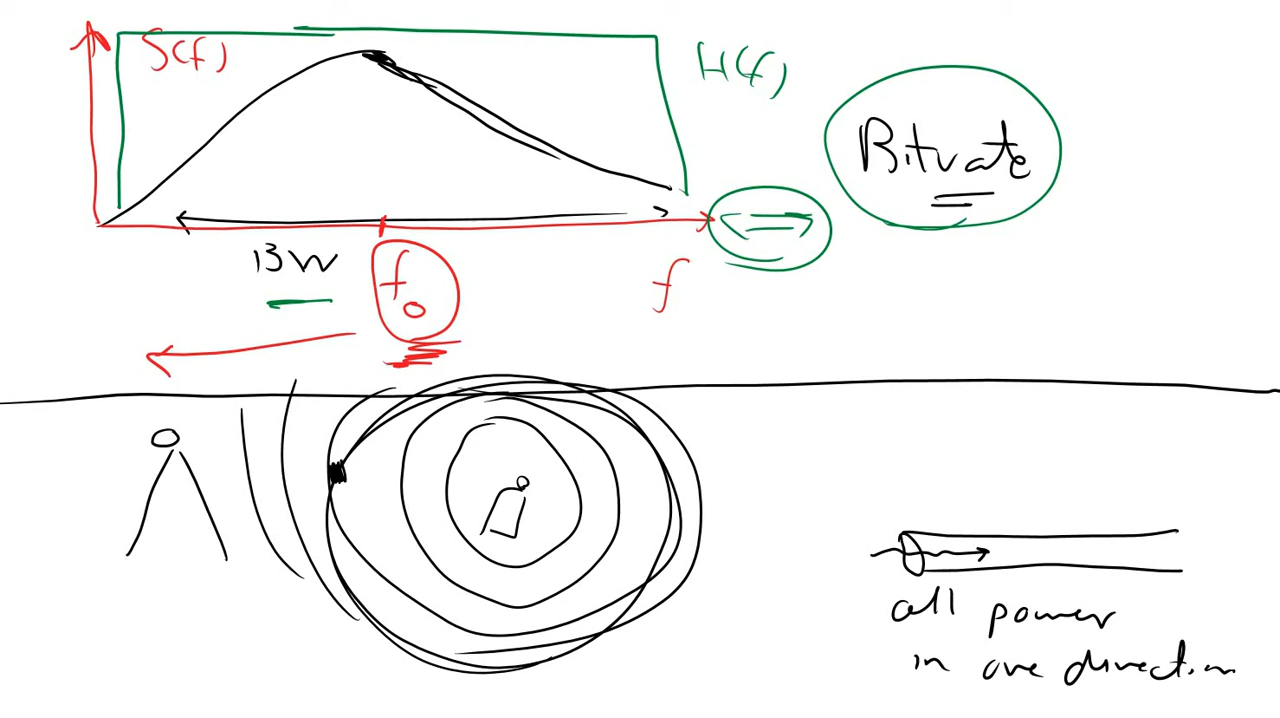 S(f)
H(f)
Bitrate
BW
f₀
f
all power
in one direction